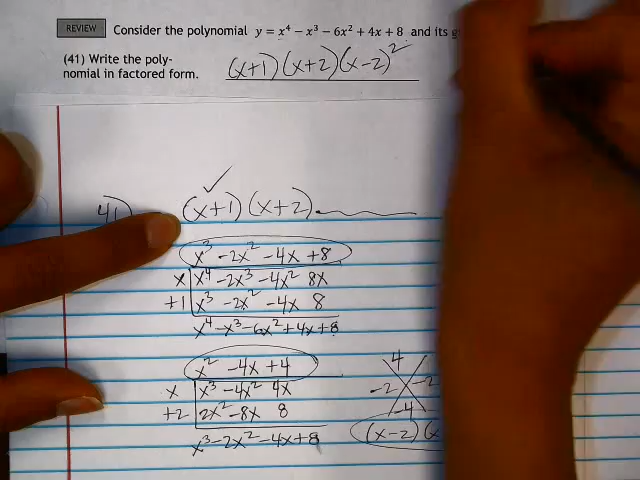 REVIEW Consider the polynomial y = x⁴ − x³ − 6x² + 4x + 8 and its
(41) Write the poly-
nomial in factored form. (x+1)(x+2)(x-2)²
41) (x+1)(x+2)
x³ -2x² -4x +8
x x⁴ -2x³ -4x² 8x
+1 x³ -2x² -4x 8
x⁴ -x³ -6x² +4x +8
x² -4x +4
x x³ -4x² 4x
+2 2x² -8x 8
x³ -2x² -4x +8
4
-2 -2
-4
(x-2)(x